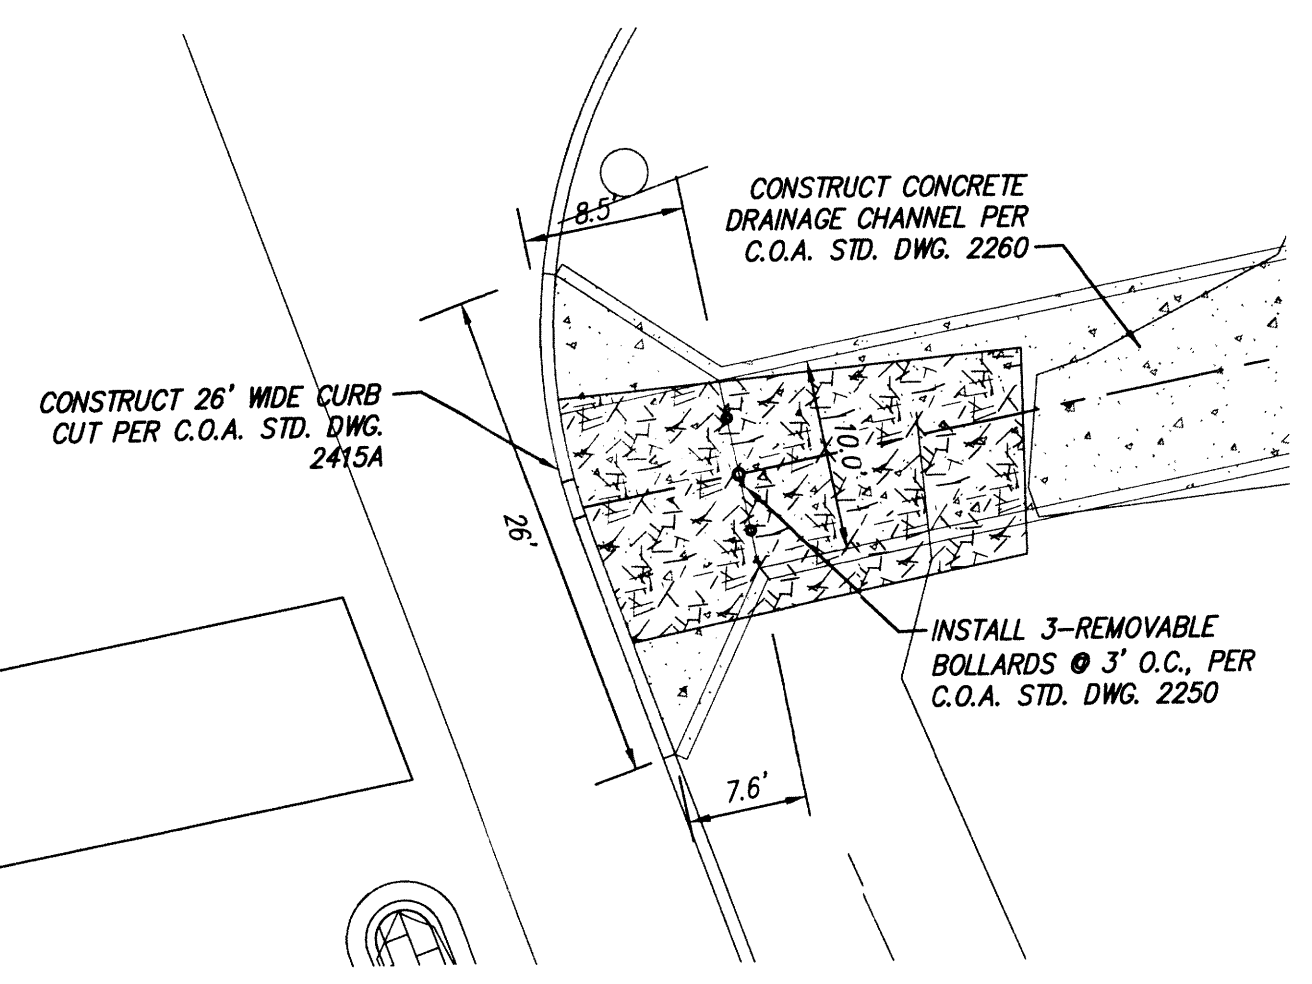 8.5'
CONSTRUCT CONCRETE
DRAINAGE CHANNEL PER
C.O.A. STD. DWG. 2260
CONSTRUCT 26' WIDE CURB
CUT PER C.O.A. STD. DWG.
2415A
10.0'
26'
INSTALL 3-REMOVABLE
BOLLARDS @ 3' O.C., PER
C.O.A. STD. DWG. 2250
7.6'